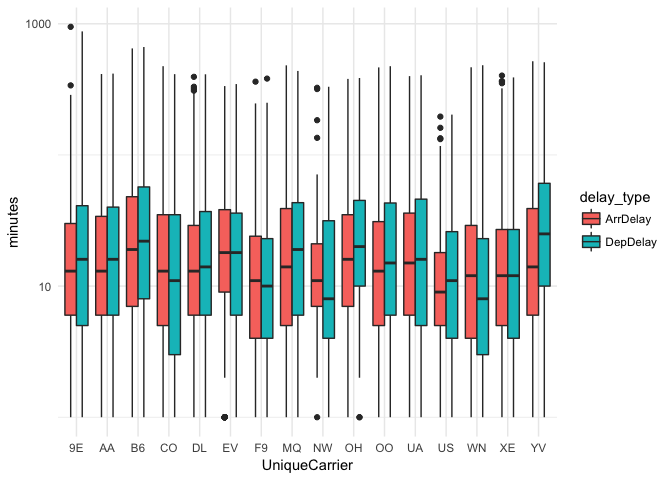 1000
10
minutes
9E AA B6 CO DL EV F9 MQ NW OH OO UA US WN XE YV
UniqueCarrier
delay_type
ArrDelay
DepDelay